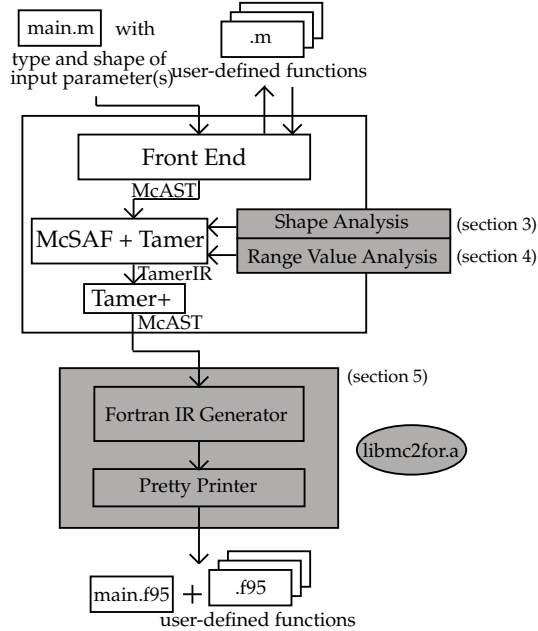 main.m with
type and shape of
input parameter(s)
.m
user-defined functions
Front End
McAST
McSAF + Tamer
Shape Analysis
(section 3)
Range Value Analysis
(section 4)
TamerIR
Tamer+
McAST
(section 5)
Fortran IR Generator
libmc2for.a
Pretty Printer
main.f95 + .f95
user-defined functions